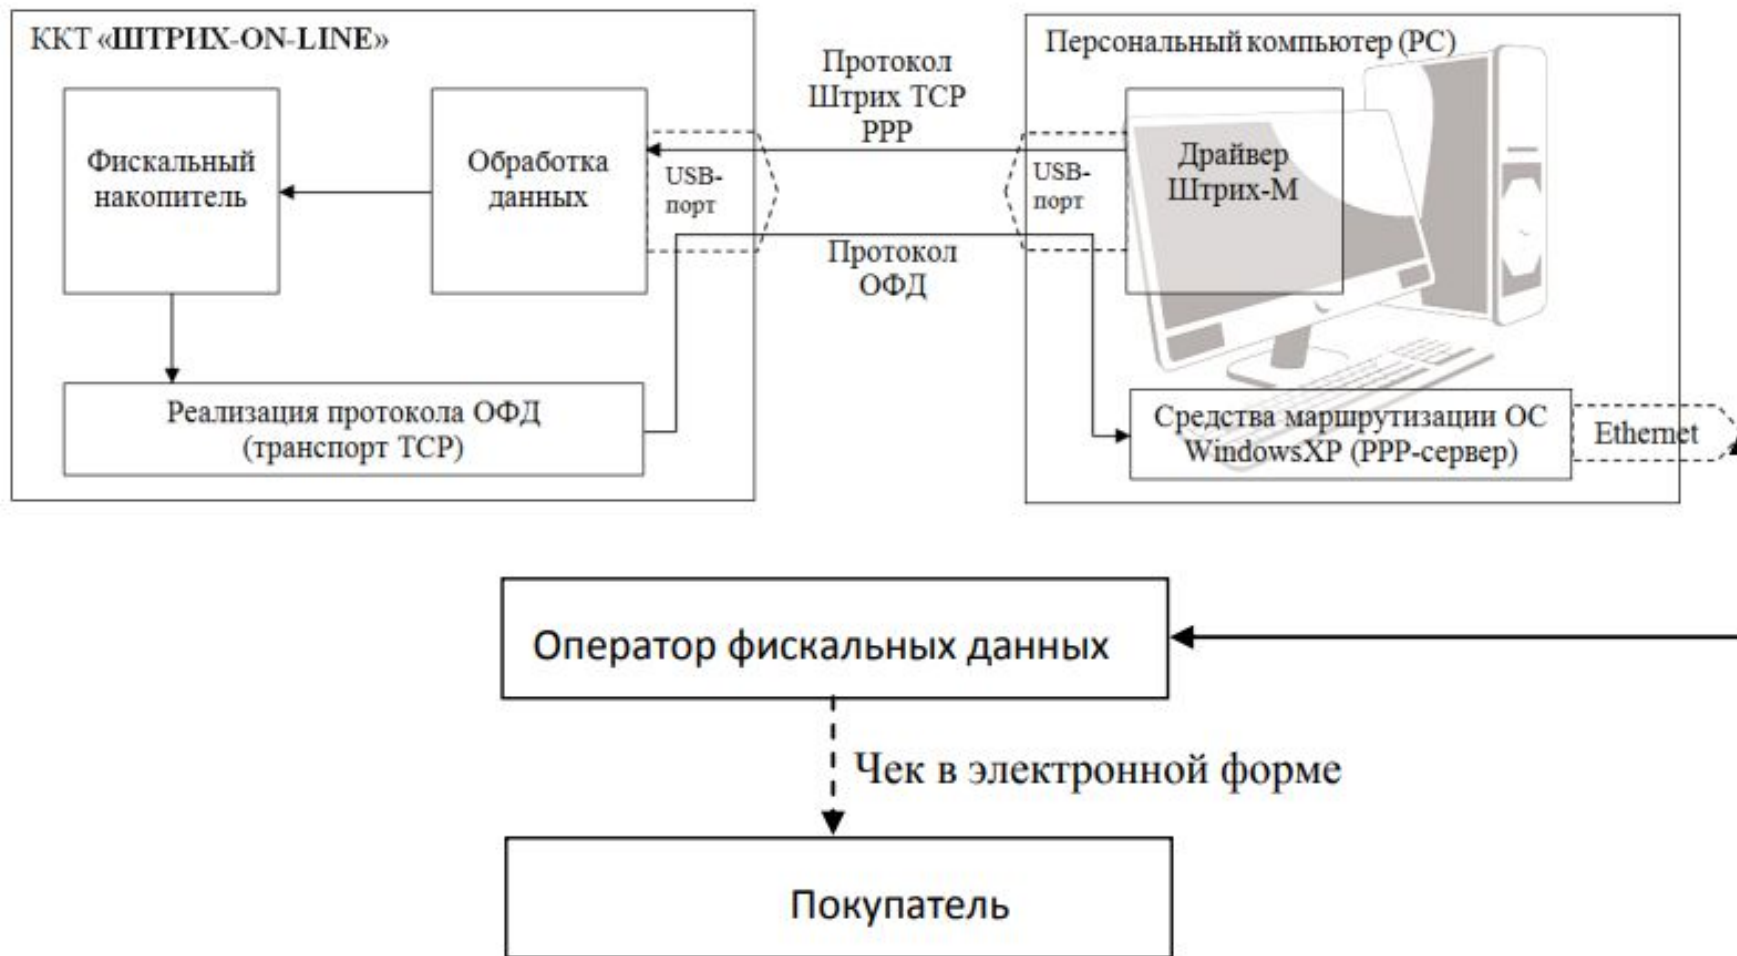 ККТ «ШТРИХ-ON-LINE»
Фискальный
накопитель
Обработка
данных
USB-
порт
Реализация протокола ОФД
(транспорт TCP)
Протокол
Штрих TCP
PPP
Протокол
ОФД
Персональный компьютер (PC)
USB-
порт
Драйвер
Штрих-М
Средства маршрутизации ОС
WindowsXP (PPP-сервер)
Ethernet
Оператор фискальных данных
Чек в электронной форме
Покупатель